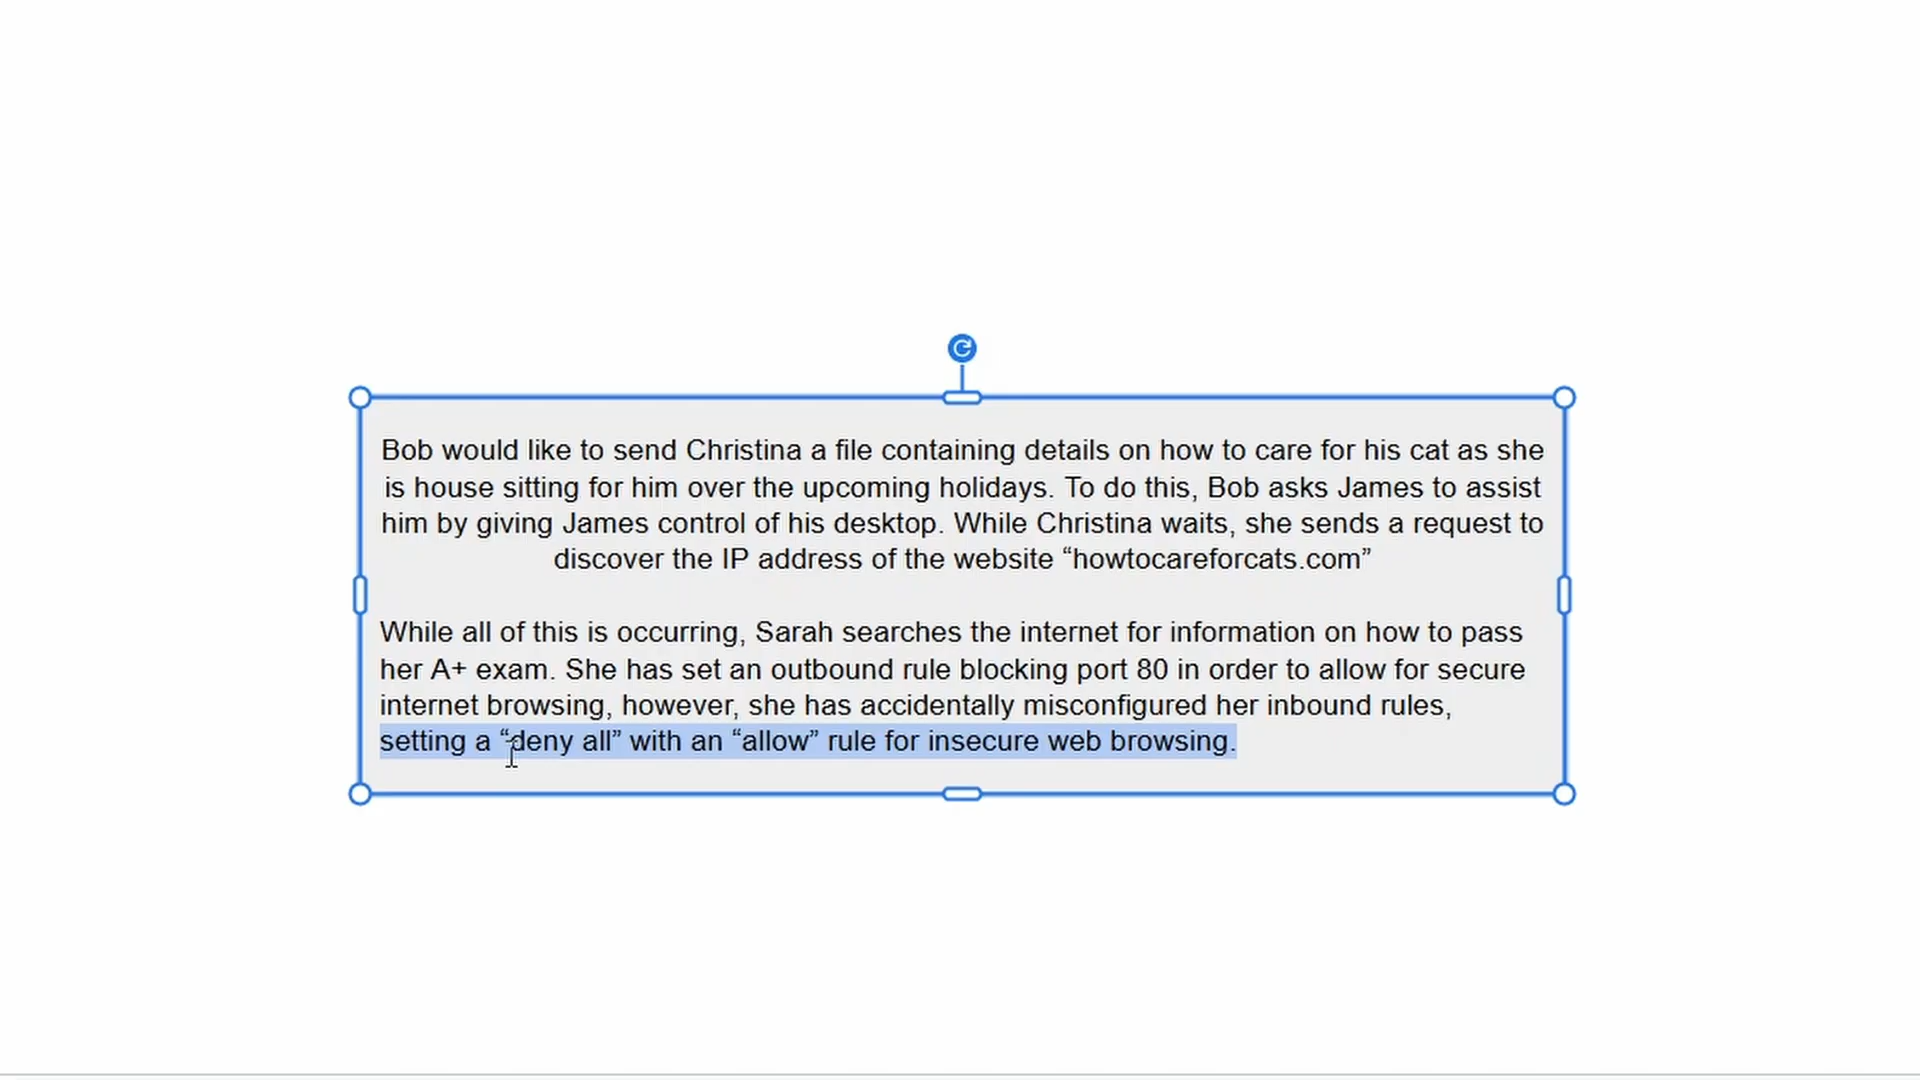 Bob would like to send Christina a file containing details on how to care for his cat as she
is house sitting for him over the upcoming holidays. To do this, Bob asks James to assist
him by giving James control of his desktop. While Christina waits, she sends a request to
discover the IP address of the website “howtocareforcats.com”
While all of this is occurring, Sarah searches the internet for information on how to pass
her A+ exam. She has set an outbound rule blocking port 80 in order to allow for secure
internet browsing, however, she has accidentally misconfigured her inbound rules,
setting a “deny all” with an “allow” rule for insecure web browsing.